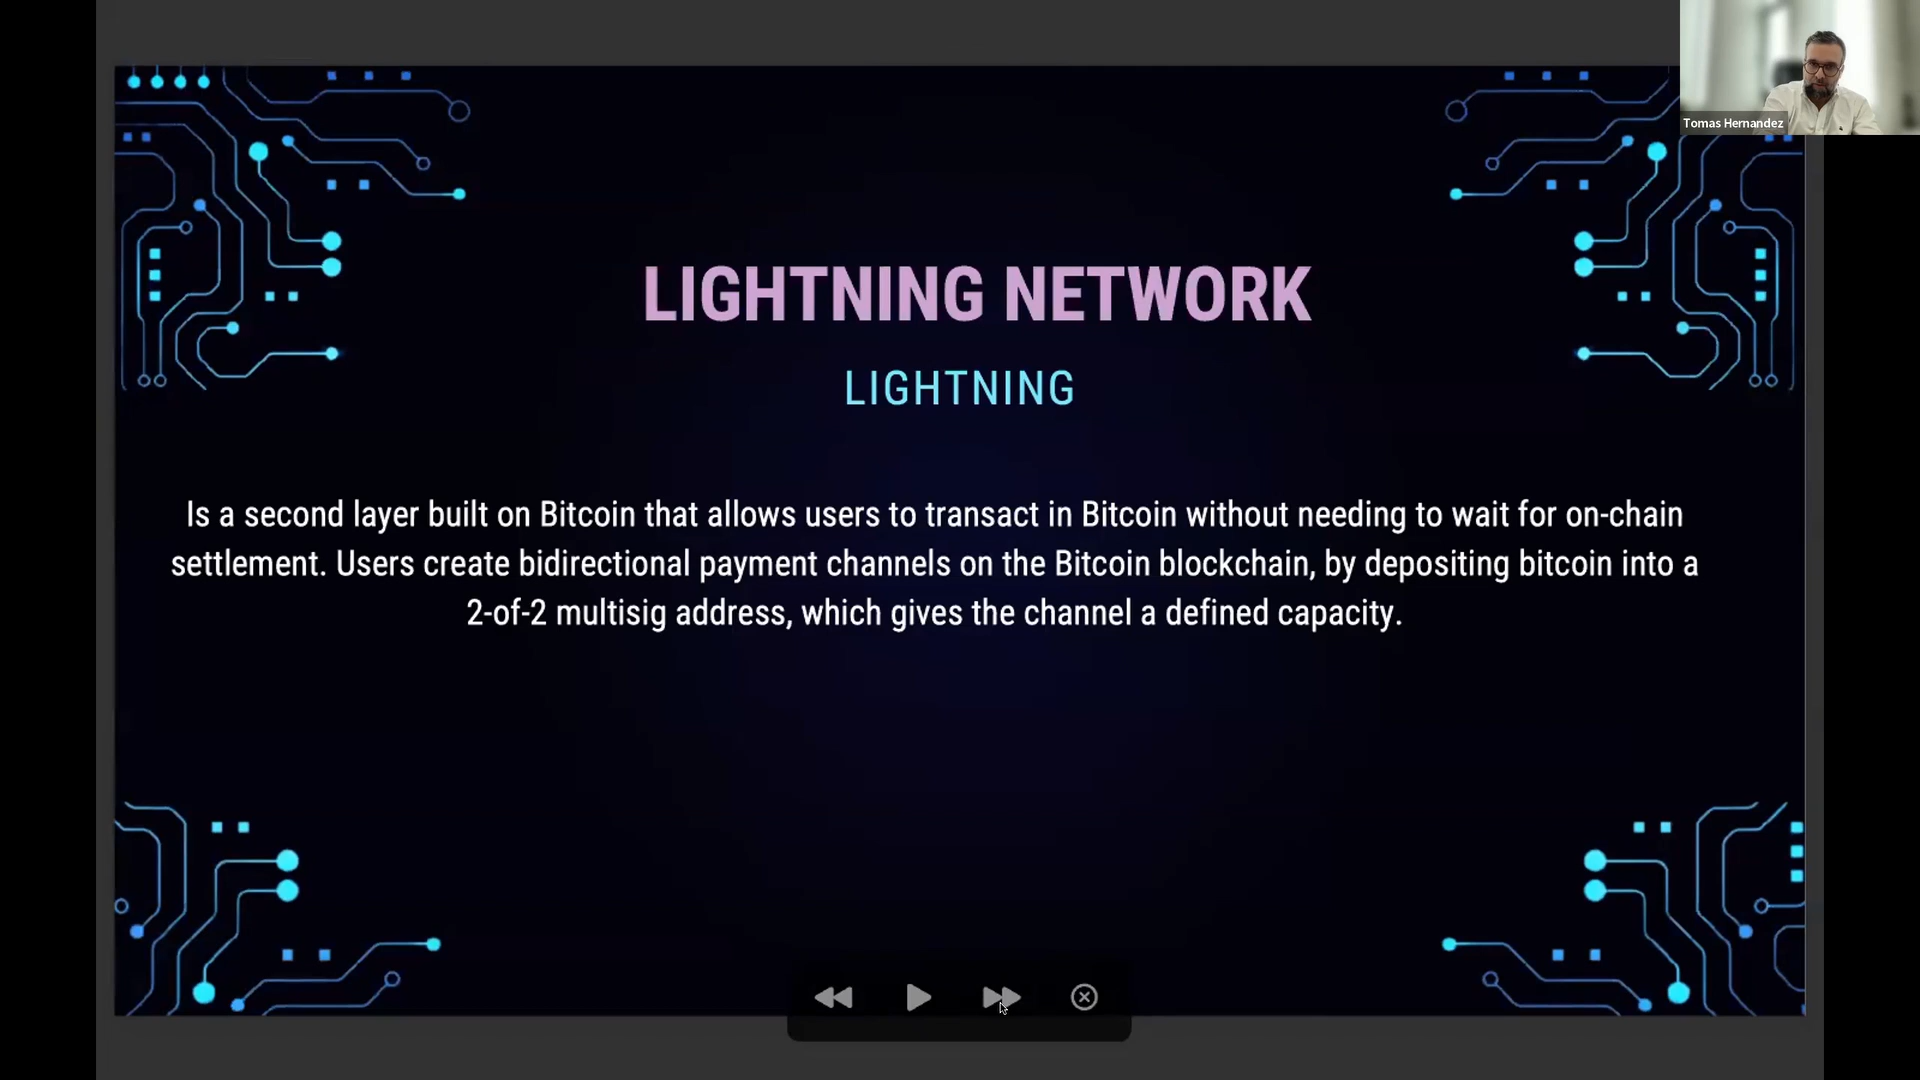 Tomas Hernandez
LIGHTNING NETWORK
LIGHTNING
Is a second layer built on Bitcoin that allows users to transact in Bitcoin without needing to wait for on-chain
settlement. Users create bidirectional payment channels on the Bitcoin blockchain, by depositing bitcoin into a
2-of-2 multisig address, which gives the channel a defined capacity.